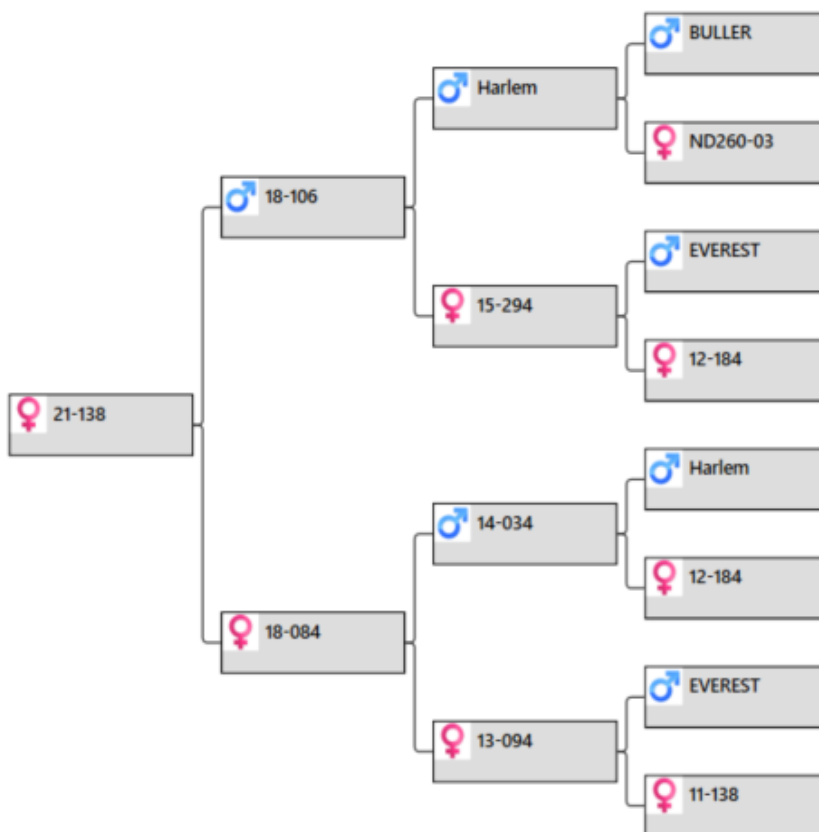 BULLER
Harlem
ND260-03
18-106
EVEREST
15-294
12-184
21-138
Harlem
14-034
12-184
18-084
EVEREST
13-094
11-138